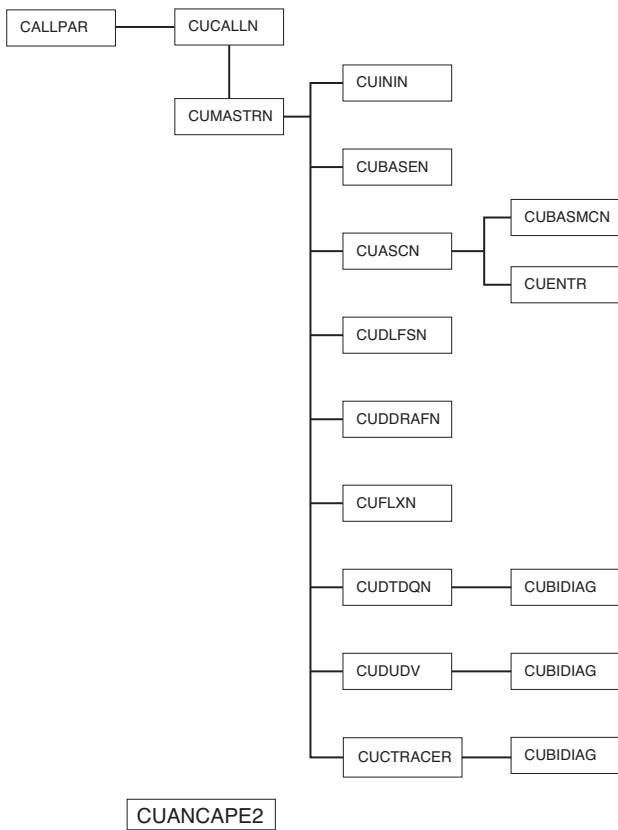 CALLPAR
CUCALLN
CUMASTRN
CUININ
CUBASEN
CUASCN
CUBASMCN
CUENTR
CUDLFSN
CUDDRAFN
CUFLXN
CUDTDQN
CUBIDIAG
CUDUDV
CUBIDIAG
CUCTRACER
CUBIDIAG
CUANCAPE2